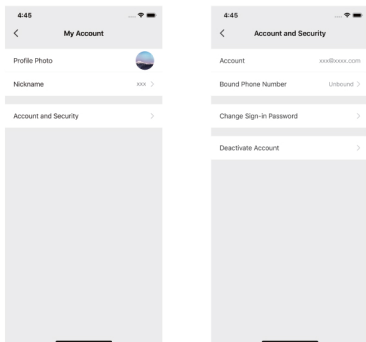 4:45
My Account
Profile Photo
Nickname xxx
Account and Security
4:45
Account and Security
Account xxx@xxxx.com
Bound Phone Number Unbound
Change Sign-in Password
Deactivate Account